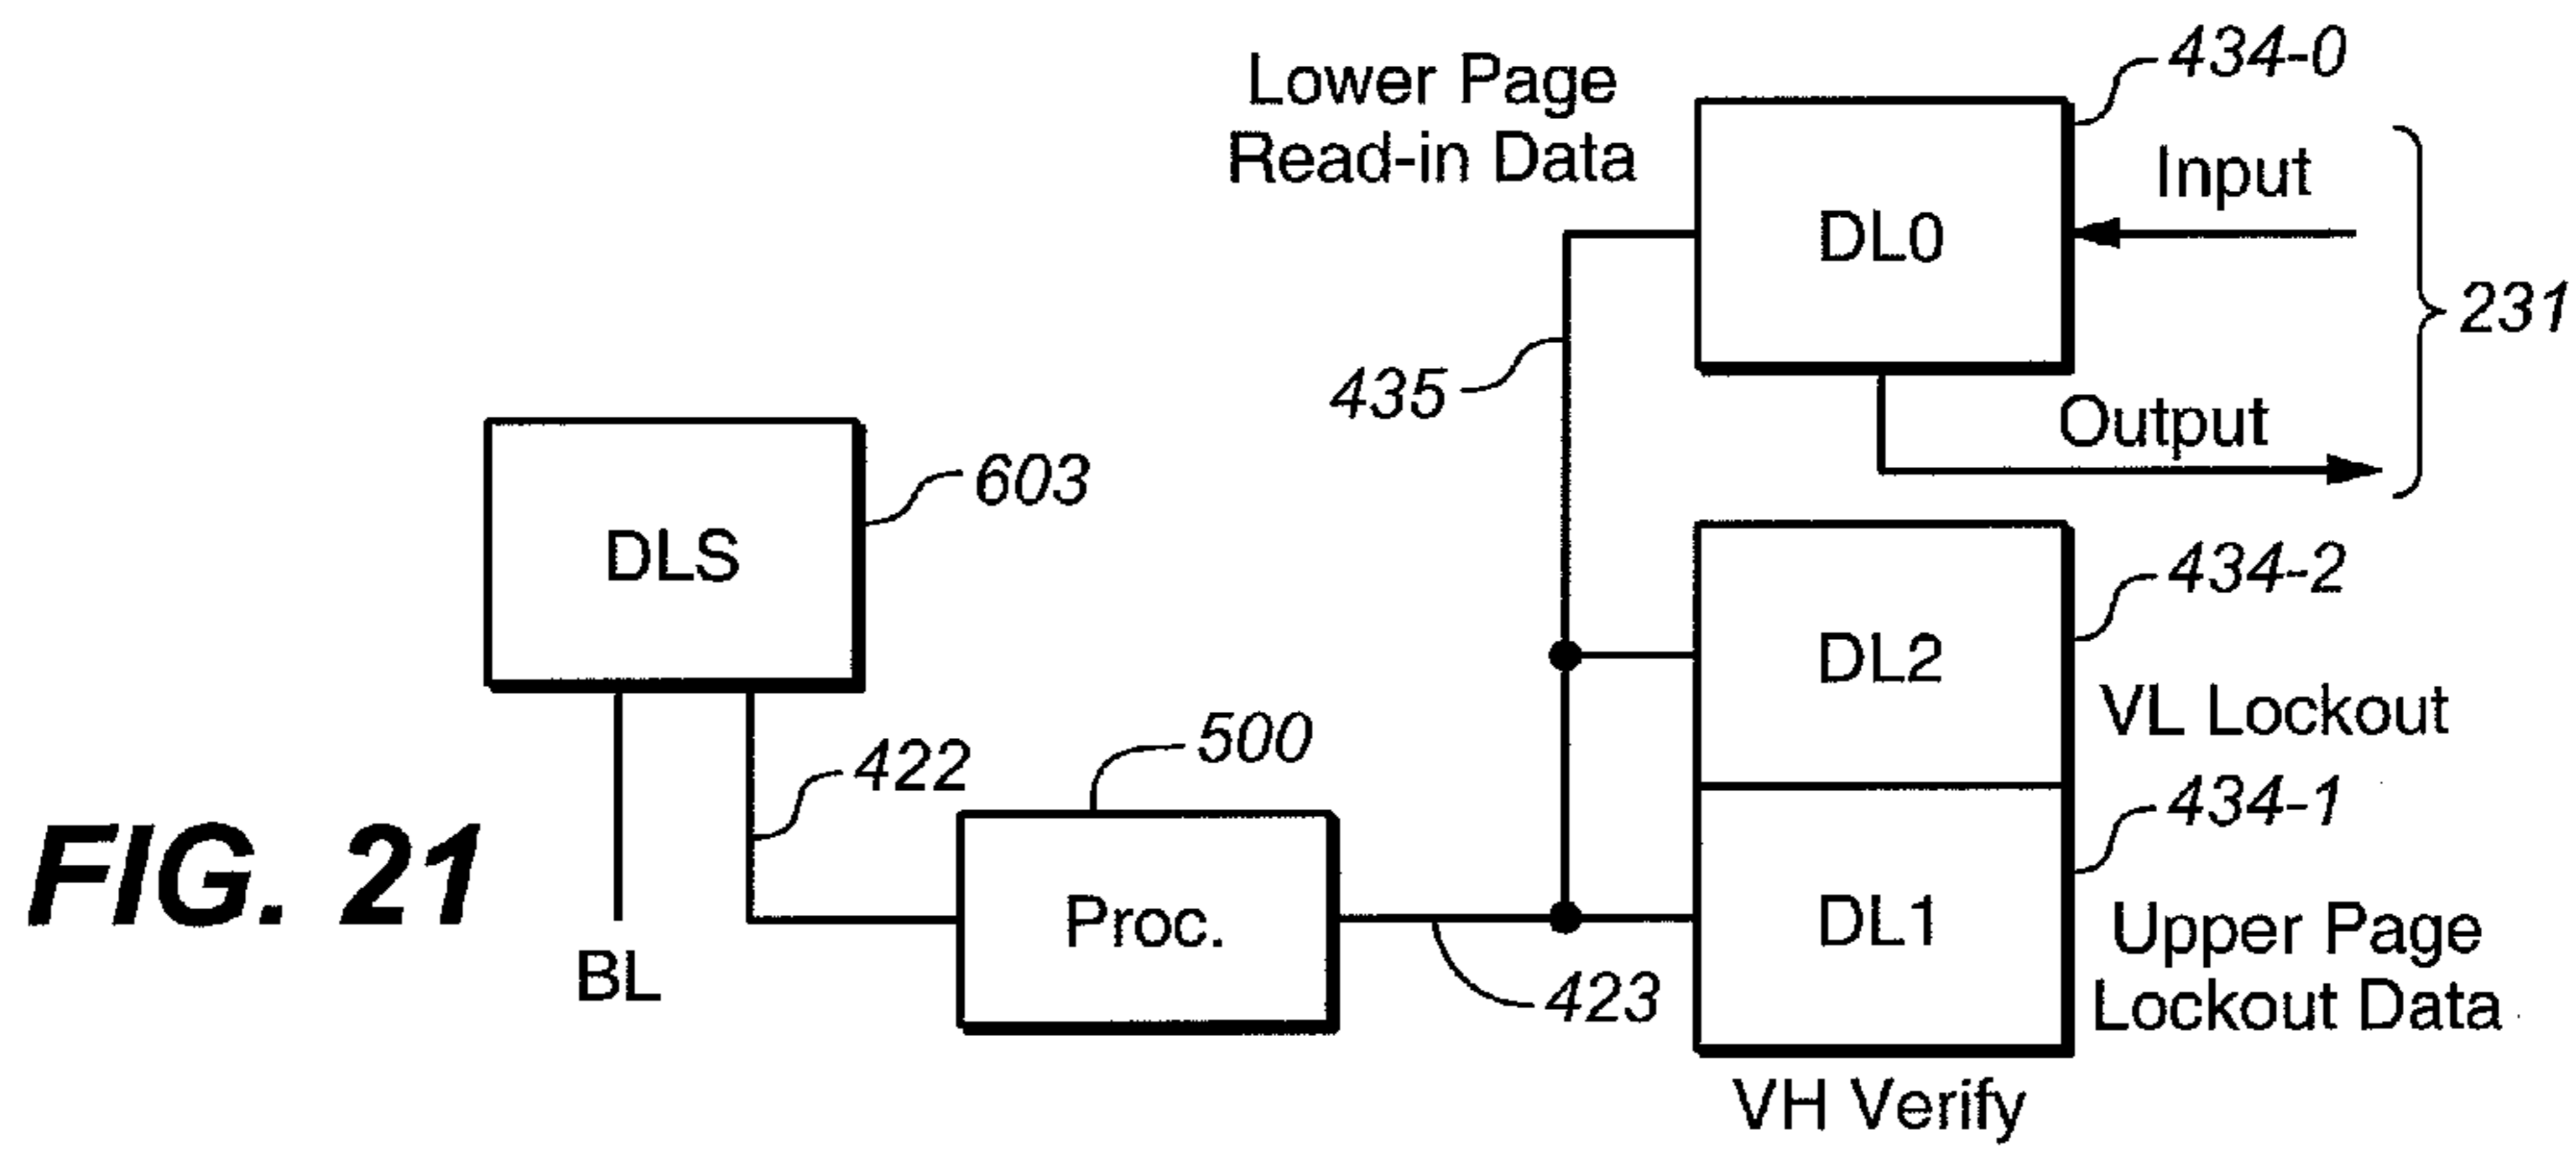 Lower Page
Read-in Data
434-0
Input
DL0
231
435
Output
DLS
603
434-2
DL2
VL Lockout
422
500
434-1
FIG. 21
Proc.
DL1
Upper Page
Lockout Data
BL
423
VH Verify